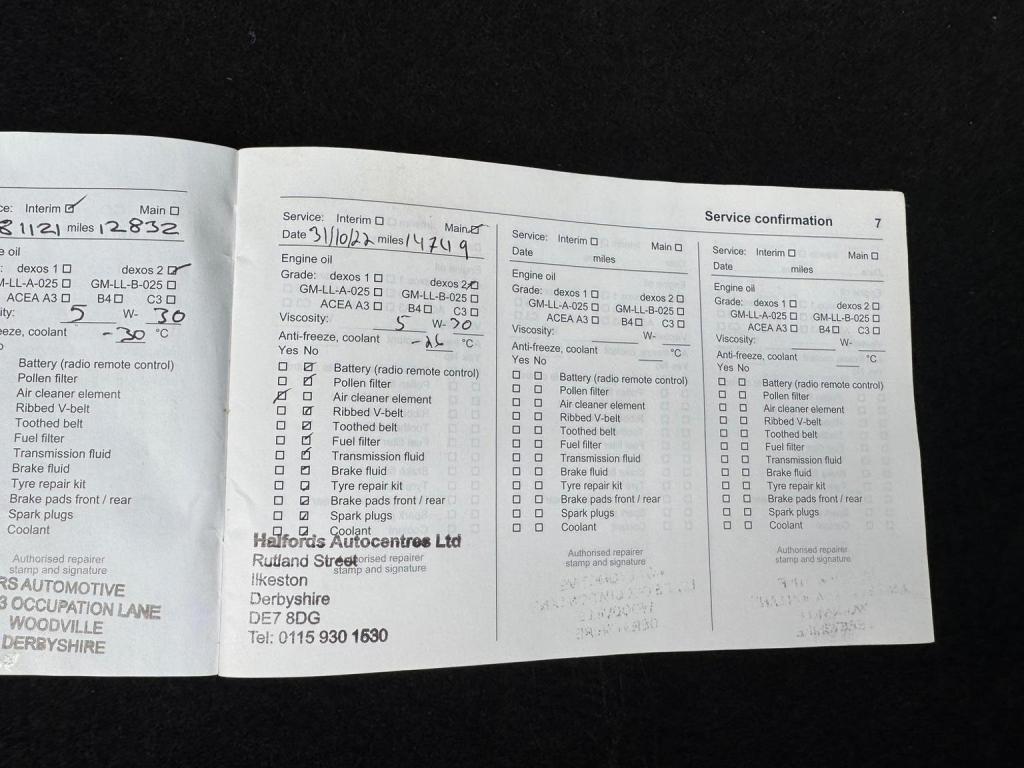 ce: Interim Main
81121 miles 12832
e oil
: dexos 1 dexos 2
M-LL-A-025 GM-LL-B-025
ACEA A3 B4 C3
ity: 5 W- 30
eeze, coolant -30 °C
Battery (radio remote control)
Pollen filter
Air cleaner element
Ribbed V-belt
Toothed belt
Fuel filter
Transmission fluid
Brake fluid
Tyre repair kit
Brake pads front / rear
Spark plugs
Coolant
Authorised repairer
stamp and signature
RS AUTOMOTIVE
3 OCCUPATION LANE
WOODVILLE
DERBYSHIRE
Service: Interim Main
Date 31/10/22 miles 14749
Engine oil
Grade: dexos 1 dexos 2
GM-LL-A-025 GM-LL-B-025
ACEA A3 B4 C3
Viscosity: 5 W- 30
Anti-freeze, coolant -26 °C
Yes No
Battery (radio remote control)
Pollen filter
Air cleaner element
Ribbed V-belt
Toothed belt
Fuel filter
Transmission fluid
Brake fluid
Tyre repair kit
Brake pads front / rear
Spark plugs
Coolant
Authorised repairer
stamp and signature
Halfords Autocentres Ltd
Rutland Street
Ilkeston
Derbyshire
DE7 8DG
Tel: 0115 930 1530
Service confirmation 7
Service: Interim Main
Date miles
Engine oil
Grade: dexos 1 dexos 2
GM-LL-A-025 GM-LL-B-025
ACEA A3 B4 C3
Viscosity: W-
Anti-freeze, coolant °C
Yes No
Battery (radio remote control)
Pollen filter
Air cleaner element
Ribbed V-belt
Toothed belt
Fuel filter
Transmission fluid
Brake fluid
Tyre repair kit
Brake pads front / rear
Spark plugs
Coolant
Authorised repairer
stamp and signature
Service: Interim Main
Date miles
Engine oil
Grade: dexos 1 dexos 2
GM-LL-A-025 GM-LL-B-025
ACEA A3 B4 C3
Viscosity: W-
Anti-freeze, coolant °C
Yes No
Battery (radio remote control)
Pollen filter
Air cleaner element
Ribbed V-belt
Toothed belt
Fuel filter
Transmission fluid
Brake fluid
Tyre repair kit
Brake pads front / rear
Spark plugs
Coolant
Authorised repairer
stamp and signature